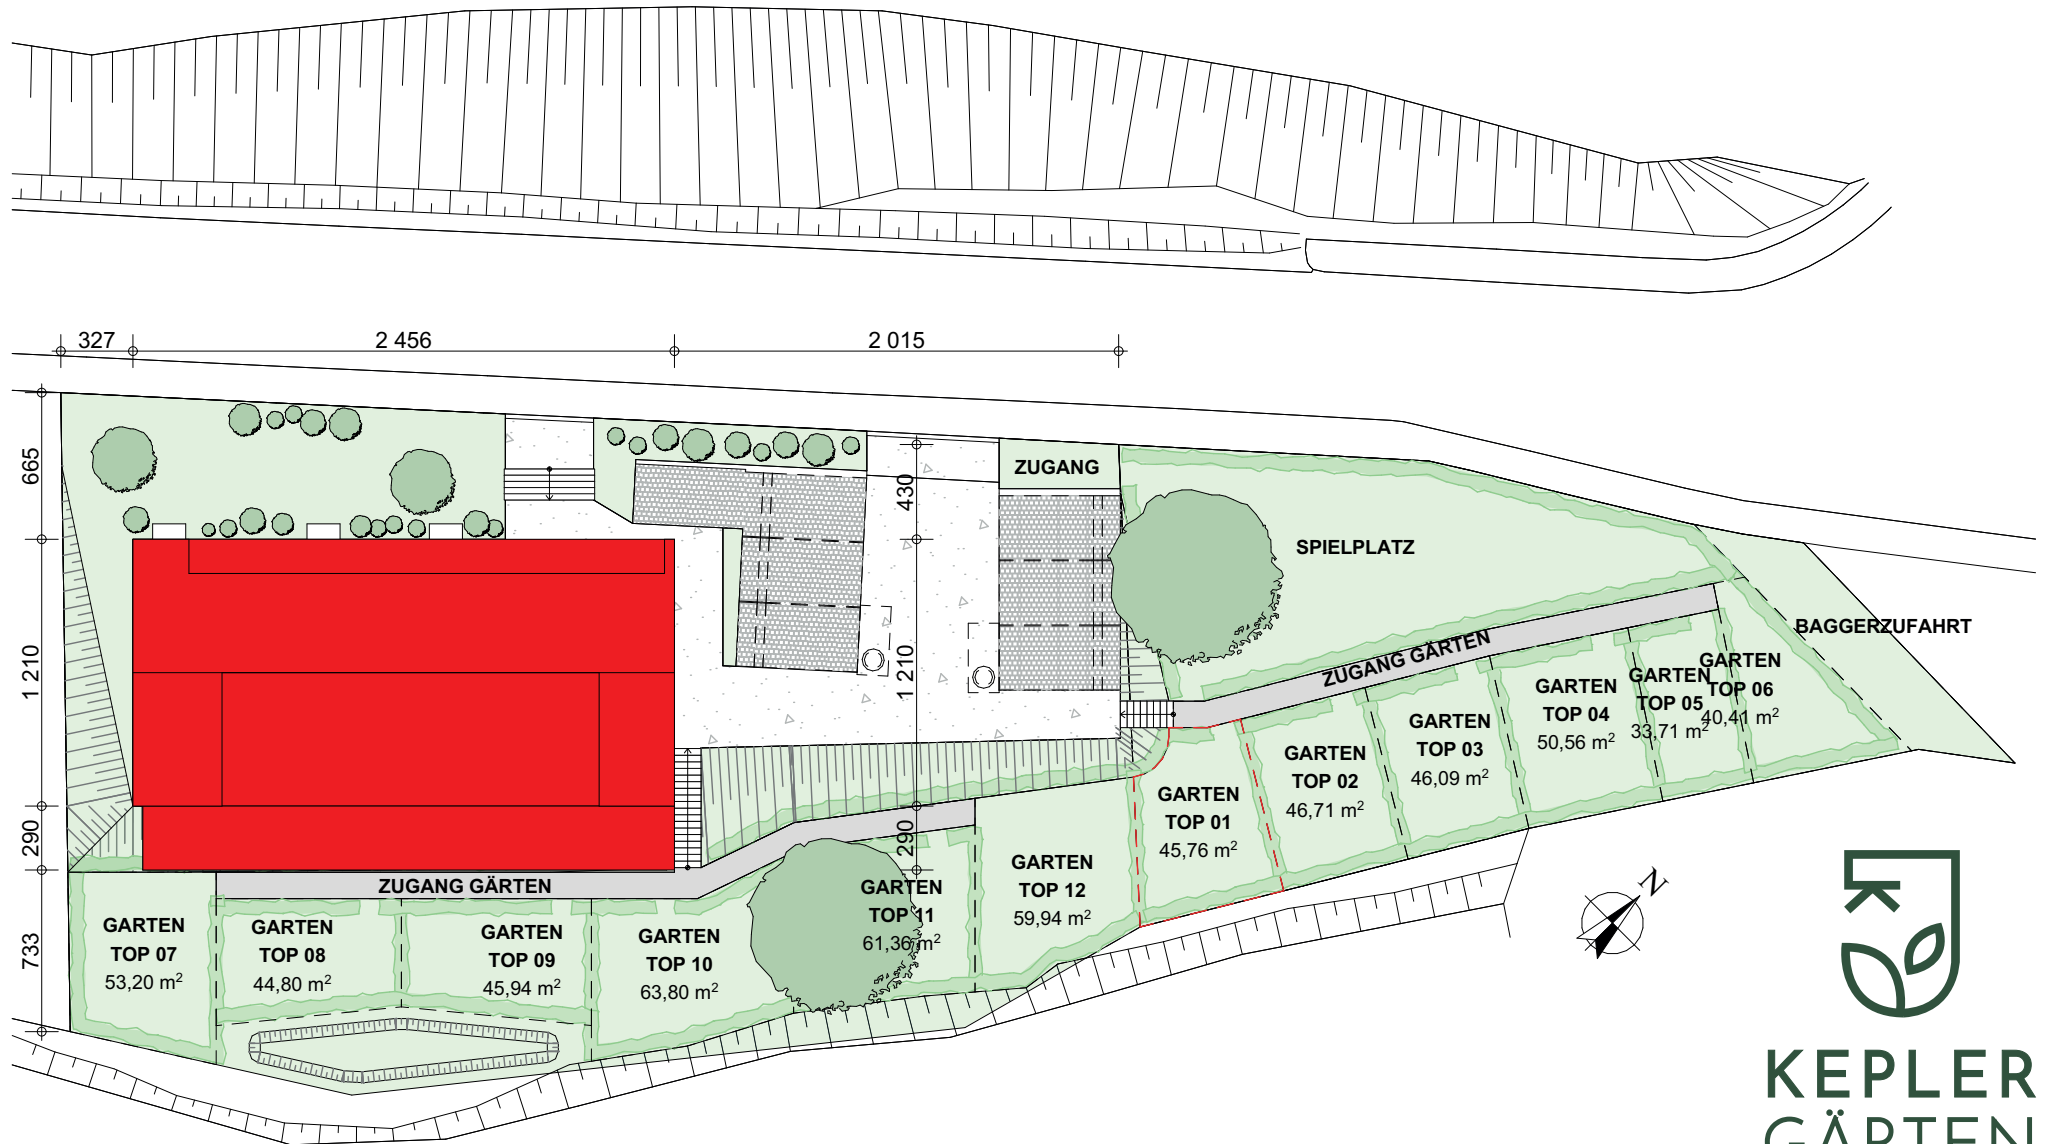 327
2 456
2 015
665
1 210
290
733
430
1 210
290
ZUGANG
SPIELPLATZ
BAGGERZUFAHRT
ZUGANG GÄRTEN
GARTEN
TOP 06
40,41 m²
GARTEN
TOP 05
33,71 m²
GARTEN
TOP 04
50,56 m²
GARTEN
TOP 03
46,09 m²
GARTEN
TOP 02
46,71 m²
GARTEN
TOP 01
45,76 m²
GARTEN
TOP 12
59,94 m²
GARTEN
TOP 11
61,36 m²
ZUGANG GÄRTEN
GARTEN
TOP 07
53,20 m²
GARTEN
TOP 08
44,80 m²
GARTEN
TOP 09
45,94 m²
GARTEN
TOP 10
63,80 m²
N
KEPLER
GÄRTEN